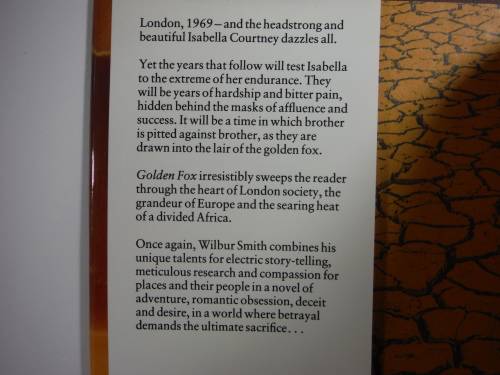 London, 1969—and the headstrong and
beautiful Isabella Courtney dazzles all.
Yet the years that follow will test Isabella
to the extreme of her endurance. They
will be years of hardship and bitter pain,
hidden behind the masks of affluence and
success. It will be a time in which brother
is pitted against brother, as they are
drawn into the lair of the golden fox.
Golden Fox irresistibly sweeps the reader
through the heart of London society, the
grandeur of Europe and the searing heat
of a divided Africa.
Once again, Wilbur Smith combines his
unique talents for electric story-telling,
meticulous research and compassion for
places and their people in a novel of
adventure, romantic obsession, deceit
and desire, in a world where betrayal
demands the ultimate sacrifice...